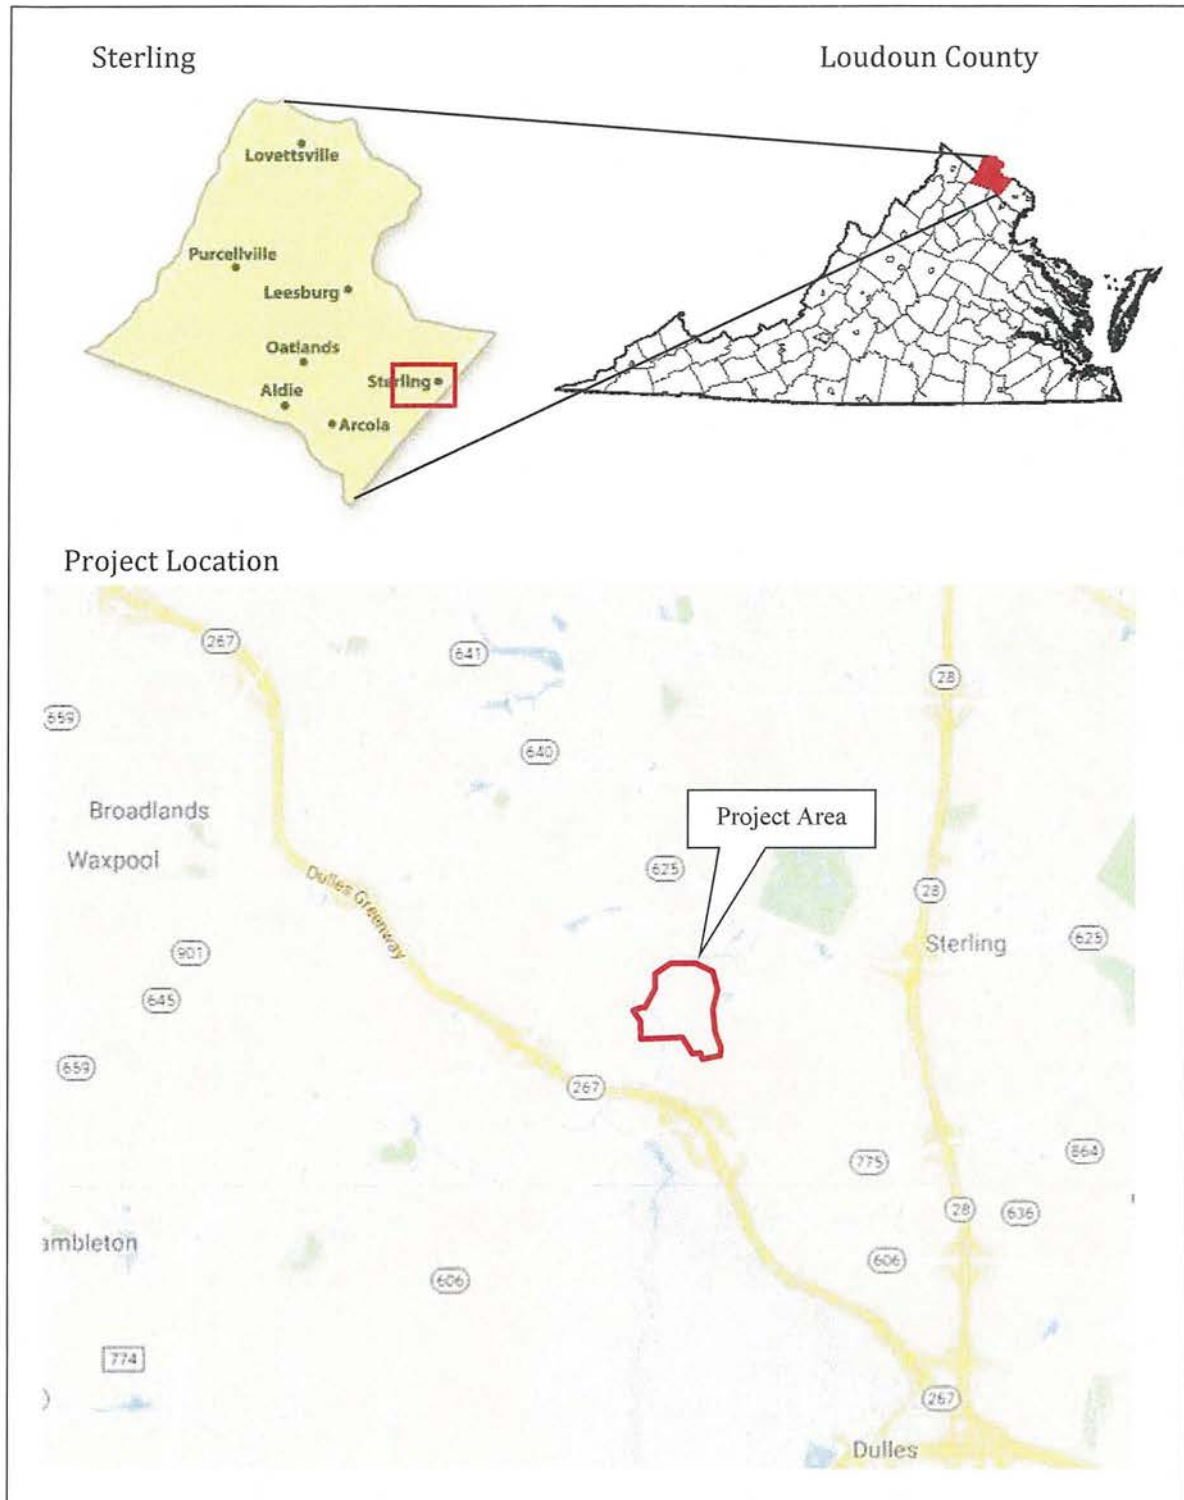 Sterling
Loudoun County
Lovettsville
Purcellville
Leesburg
Oatlands
Sterling
Aldie
Arcola
Project Location
267
641
28
659
640
Broadlands
Project Area
Waxpool
625
Dulles Greenway
28
901
Sterling
625
645
659
267
775
864
28
636
ambleton
606
606
774
267
Dulles